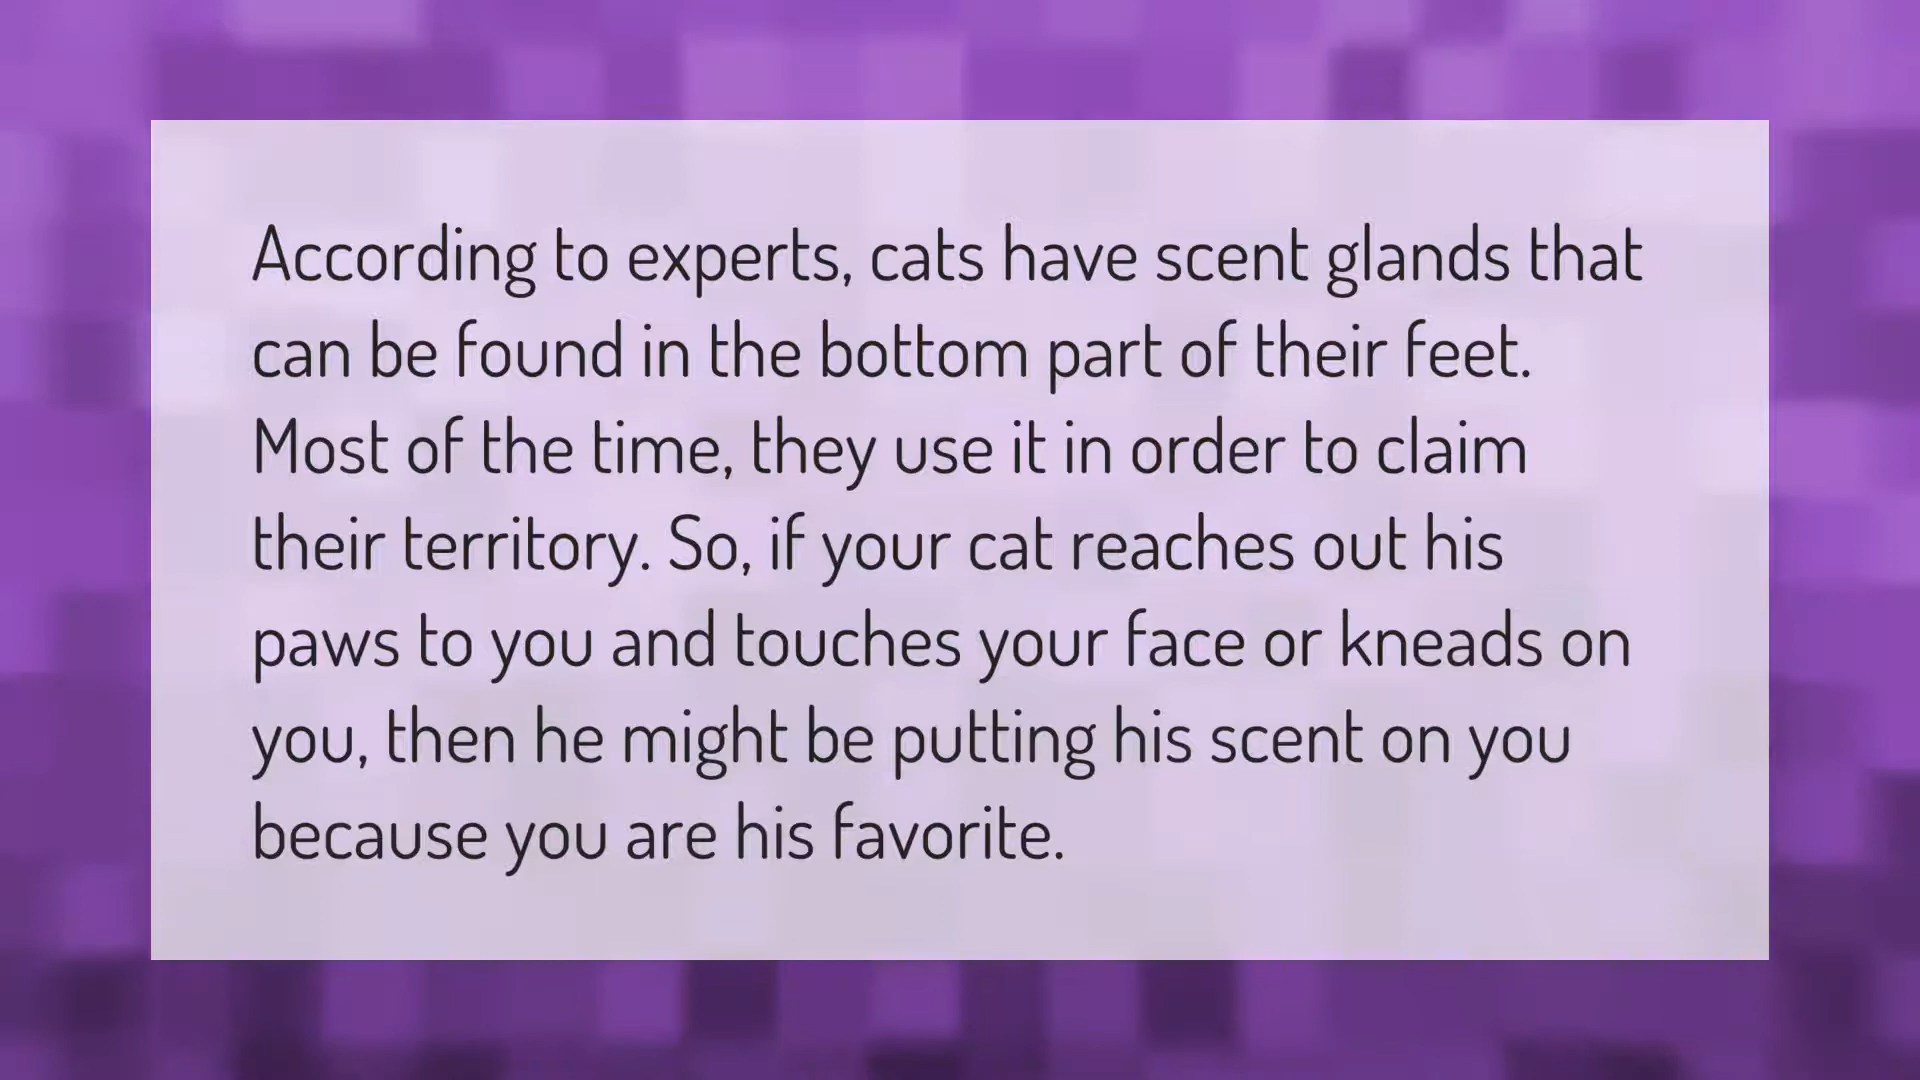 According to experts, cats have scent glands that
can be found in the bottom part of their feet.
Most of the time, they use it in order to claim
their territory. So, if your cat reaches out his
paws to you and touches your face or kneads on
you, then he might be putting his scent on you
because you are his favorite.